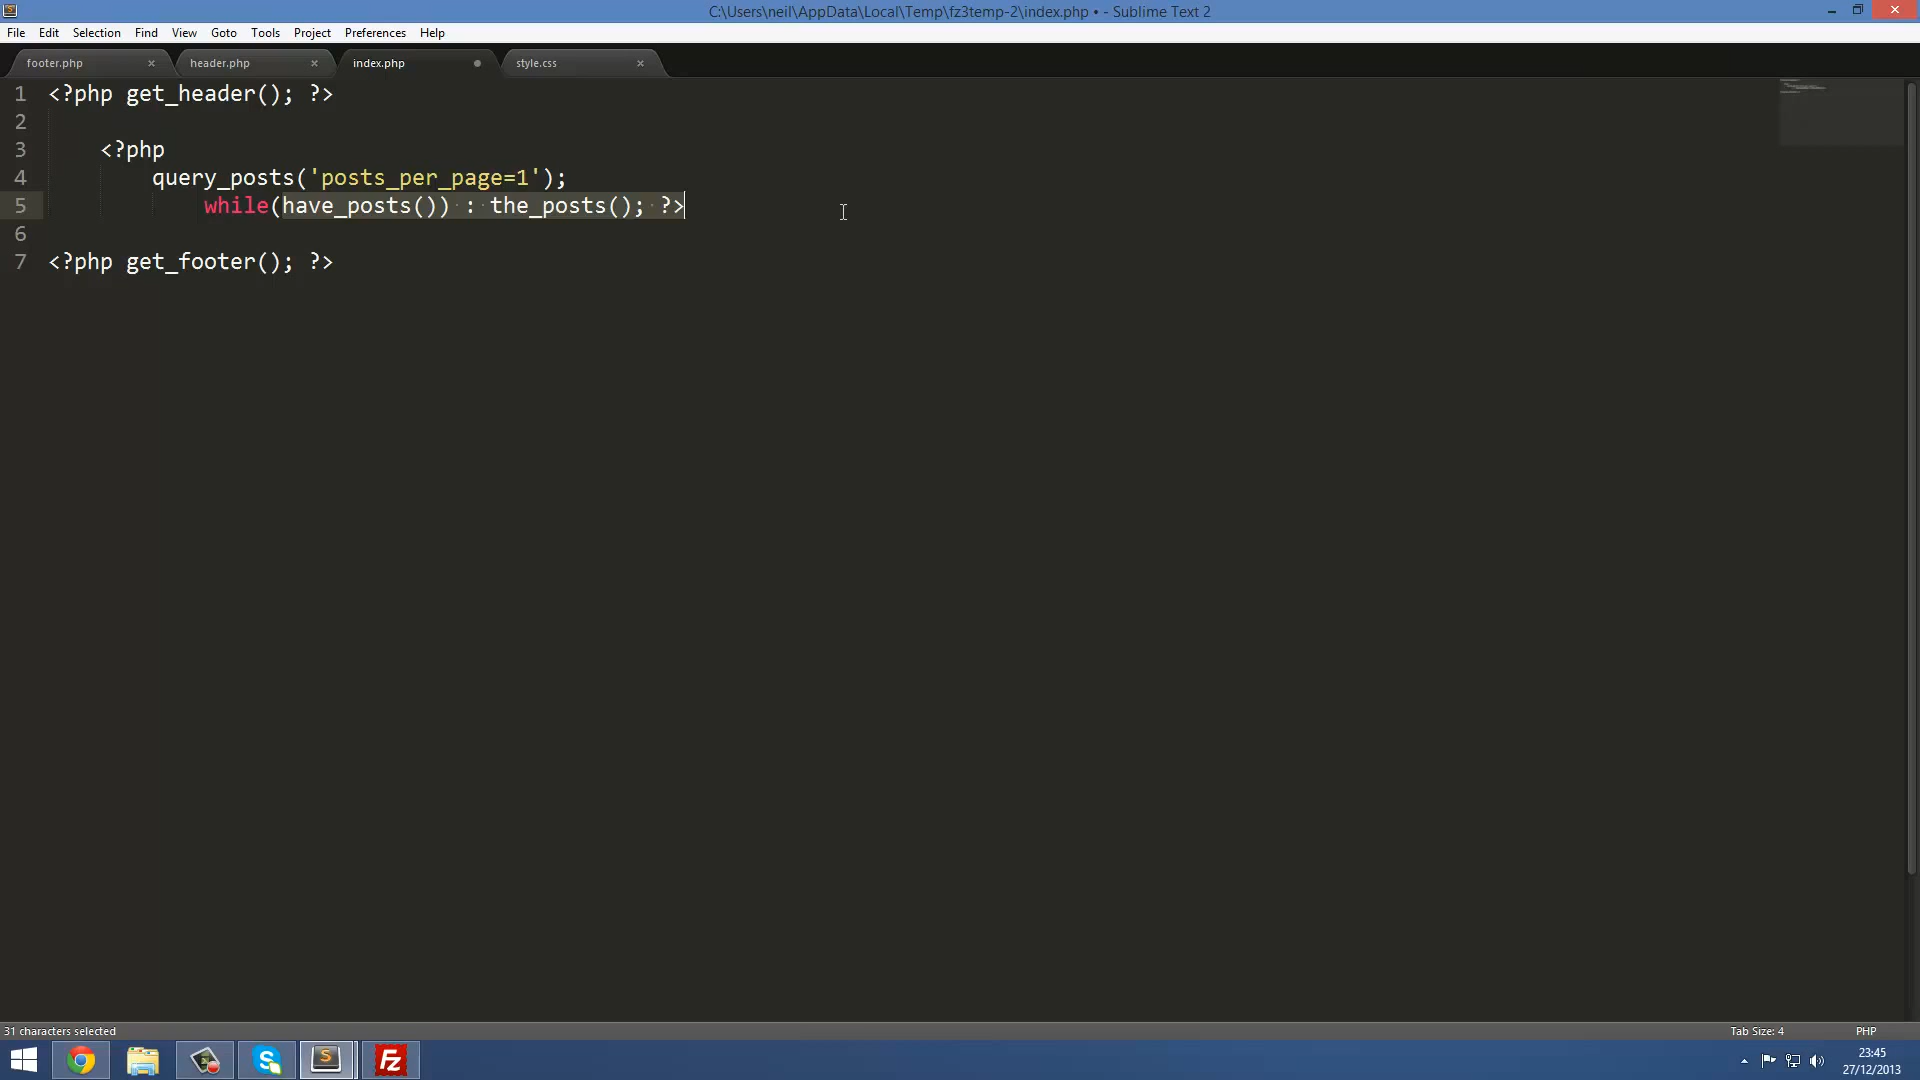 C:\Users\neil\AppData\Local\Temp\fz3temp-2\index.php • - Sublime Text 2
File Edit Selection Find View Goto Tools Project Preferences Help
footer.php × header.php × index.php • style.css ×
1 <?php get_header(); ?>
2
3 <?php
4 query_posts('posts_per_page=1');
5 while(have_posts()) : the_posts(); ?>
6
7 <?php get_footer(); ?>
31 characters selected
Tab Size: 4
PHP
23:45
27/12/2013